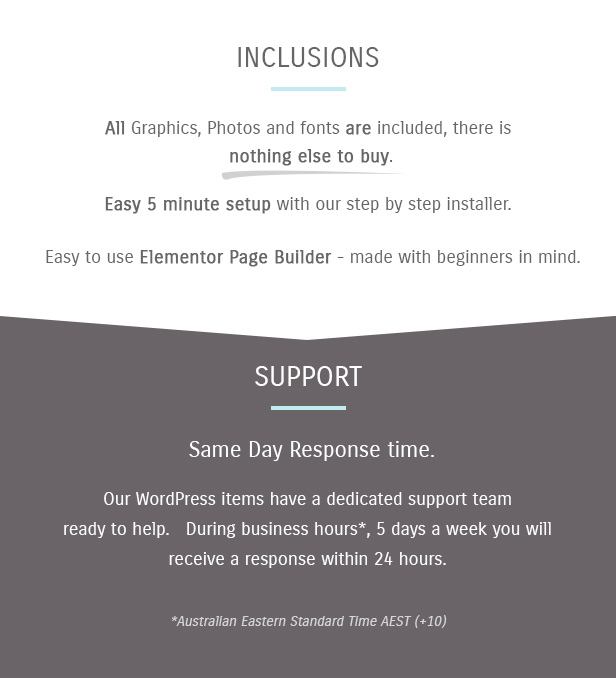 INCLUSIONS
All Graphics, Photos and fonts are included, there is
nothing else to buy.
Easy 5 minute setup with our step by step installer.
Easy to use Elementor Page Builder - made with beginners in mind.
SUPPORT
Same Day Response time.
Our WordPress items have a dedicated support team
ready to help.   During business hours*, 5 days a week you will
receive a response within 24 hours.
*Australian Eastern Standard Time AEST (+10)